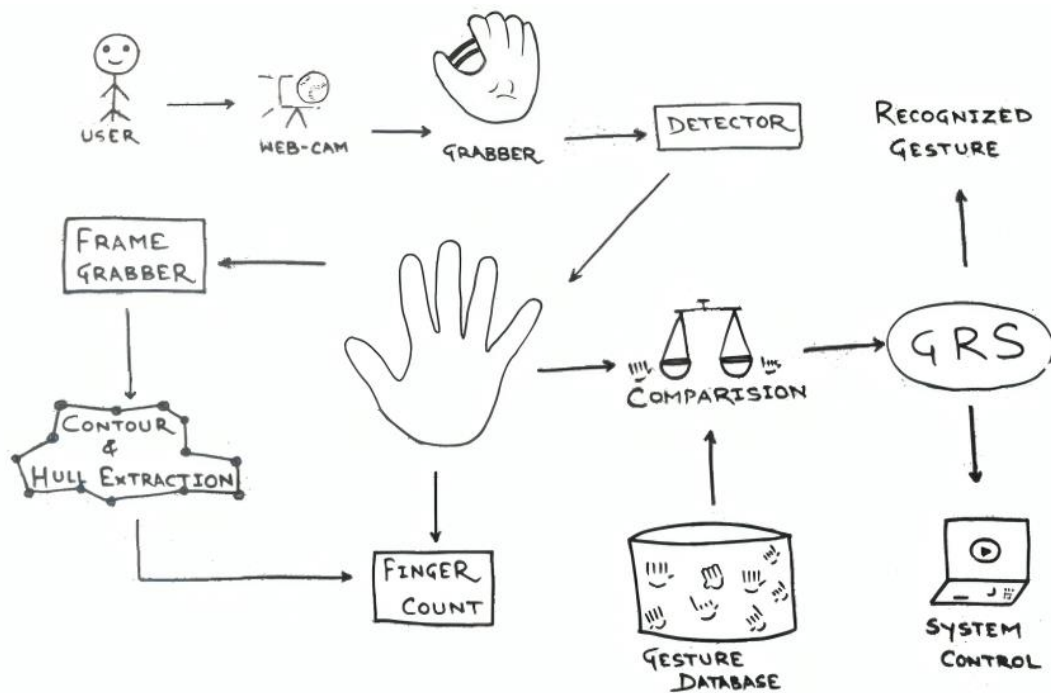 USER
WEB-CAM
GRABBER
DETECTOR
RECOGNIZED
GESTURE
FRAME
GRABBER
CONTOUR
&
HULL EXTRACTION
COMPARISION
GRS
FINGER
COUNT
GESTURE
DATABASE
SYSTEM
CONTROL